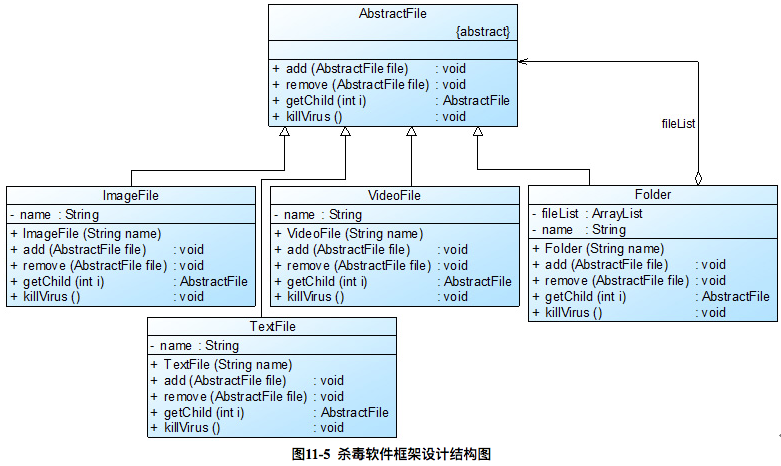 AbstractFile
{abstract}
+ add (AbstractFile file) : void
+ remove (AbstractFile file) : void
+ getChild (int i) : AbstractFile
+ killVirus () : void
fileList
ImageFile
- name : String
+ ImageFile (String name)
+ add (AbstractFile file) : void
+ remove (AbstractFile file) : void
+ getChild (int i) : AbstractFile
+ killVirus () : void
VideoFile
- name : String
+ VideoFile (String name)
+ add (AbstractFile file) : void
+ remove (AbstractFile file) : void
+ getChild (int i) : AbstractFile
+ killVirus () : void
Folder
- fileList : ArrayList
- name : String
+ Folder (String name)
+ add (AbstractFile file) : void
+ remove (AbstractFile file) : void
+ getChild (int i) : AbstractFile
+ killVirus () : void
TextFile
- name : String
+ TextFile (String name)
+ add (AbstractFile file) : void
+ remove (AbstractFile file) : void
+ getChild (int i) : AbstractFile
+ killVirus () : void
图11-5 杀毒软件框架设计结构图